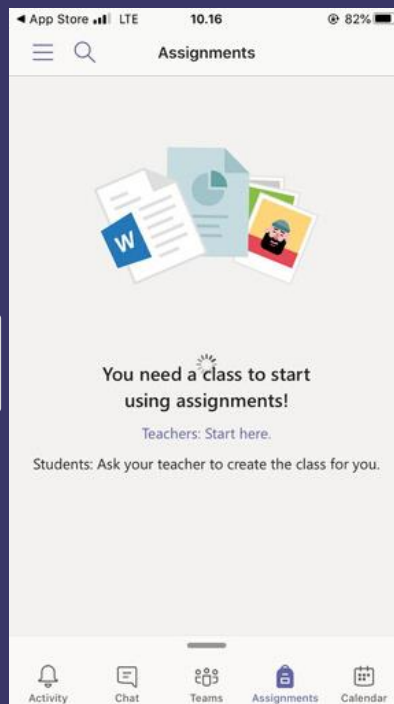 App Store LTE 10.16 82%
Assignments
W
You need a class to start
using assignments!
Teachers: Start here.
Students: Ask your teacher to create the class for you.
Activity Chat Teams Assignments Calendar